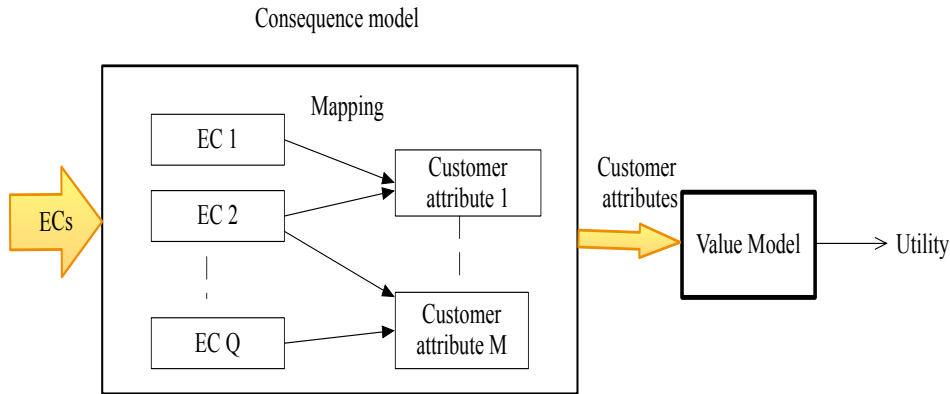 Consequence model
Mapping
EC 1
Customer
attribute 1
ECs
EC 2
Customer
attributes
Value Model
Utility
EC Q
Customer
attribute M